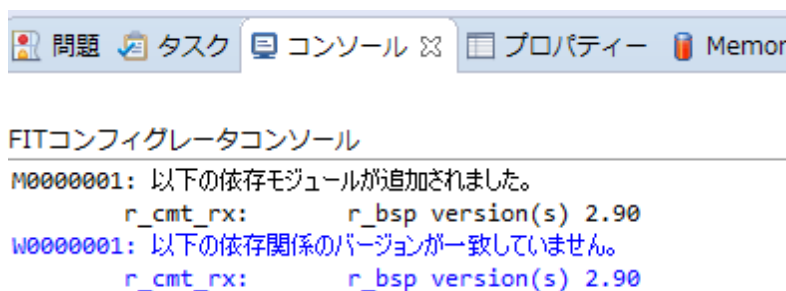 問題 タスク コンソール プロパティー Memor
FITコンフィグレータコンソール
M0000001: 以下の依存モジュールが追加されました。
r_cmt_rx: r_bsp version(s) 2.90
W0000001: 以下の依存関係のバージョンが一致していません。
r_cmt_rx: r_bsp version(s) 2.90